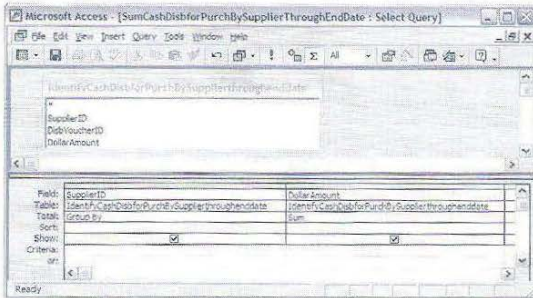 Microsoft Access - [SumCashDisbforPurchBySupplierThroughEndDate : Select Query]
File Edit View Insert Query Tools Window Help
Σ All
IdentifyCashDisbforPurchBySupplierthroughenddate
*
SupplierID
DisbVoucherID
DollarAmount
Field: SupplierID DollarAmount
Table: IdentifyCashDisbforPurchBySupplierthroughenddate IdentifyCashDisbforPurchBySupplierthroughenddate
Total: Group By Sum
Sort:
Show:
Criteria:
or:
Ready